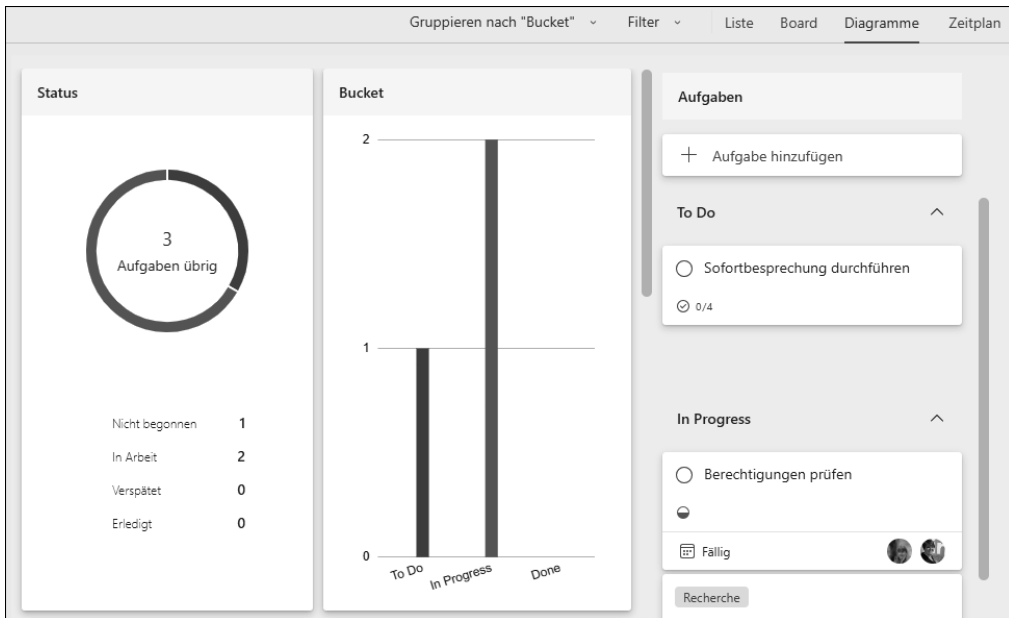 Gruppieren nach "Bucket" Filter Liste Board Diagramme Zeitplan
Status
3
Aufgaben übrig
Nicht begonnen 1
In Arbeit 2
Verspätet 0
Erledigt 0
Bucket
2
1
0
To Do In Progress Done
Aufgaben
Aufgabe hinzufügen
To Do
Sofortbesprechung durchführen
0/4
In Progress
Berechtigungen prüfen
Fällig
Recherche